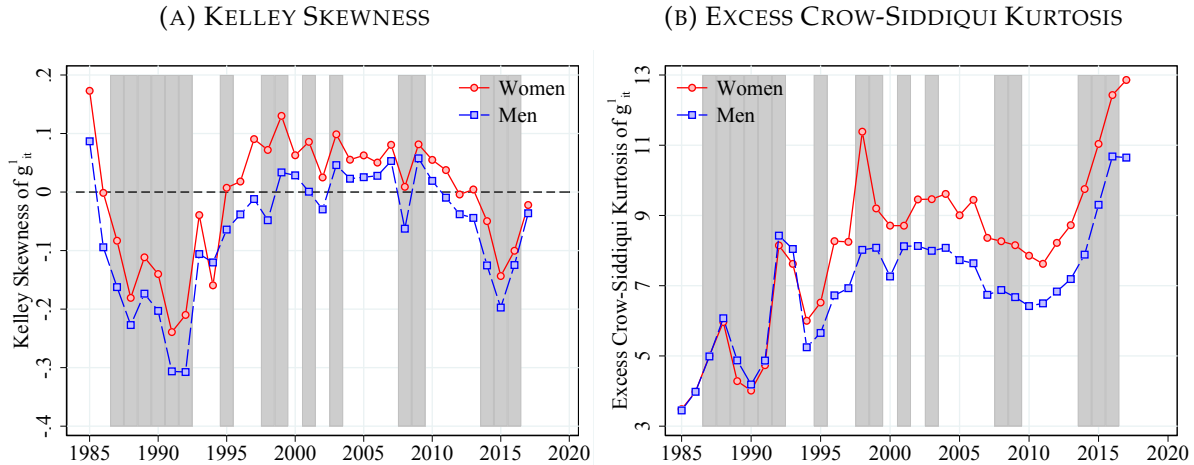 (A) KELLEY SKEWNESS
Kelley Skewness of g¹ᵢₜ
.2
.1
0
-.1
-.2
-.3
-.4
Women
Men
1985 1990 1995 2000 2005 2010 2015 2020
(B) EXCESS CROW-SIDDIQUI KURTOSIS
Excess Crow-Siddiqui Kurtosis of g¹ᵢₜ
13
11
9
7
5
3
Women
Men
1985 1990 1995 2000 2005 2010 2015 2020